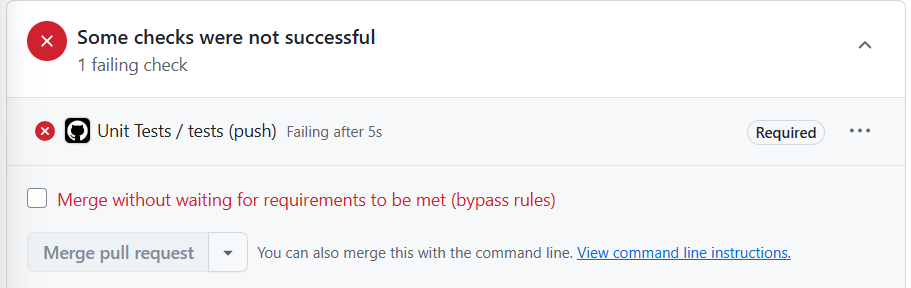 Some checks were not successful
1 failing check
Unit Tests / tests (push) Failing after 5s Required
Merge without waiting for requirements to be met (bypass rules)
Merge pull request You can also merge this with the command line. View command line instructions.